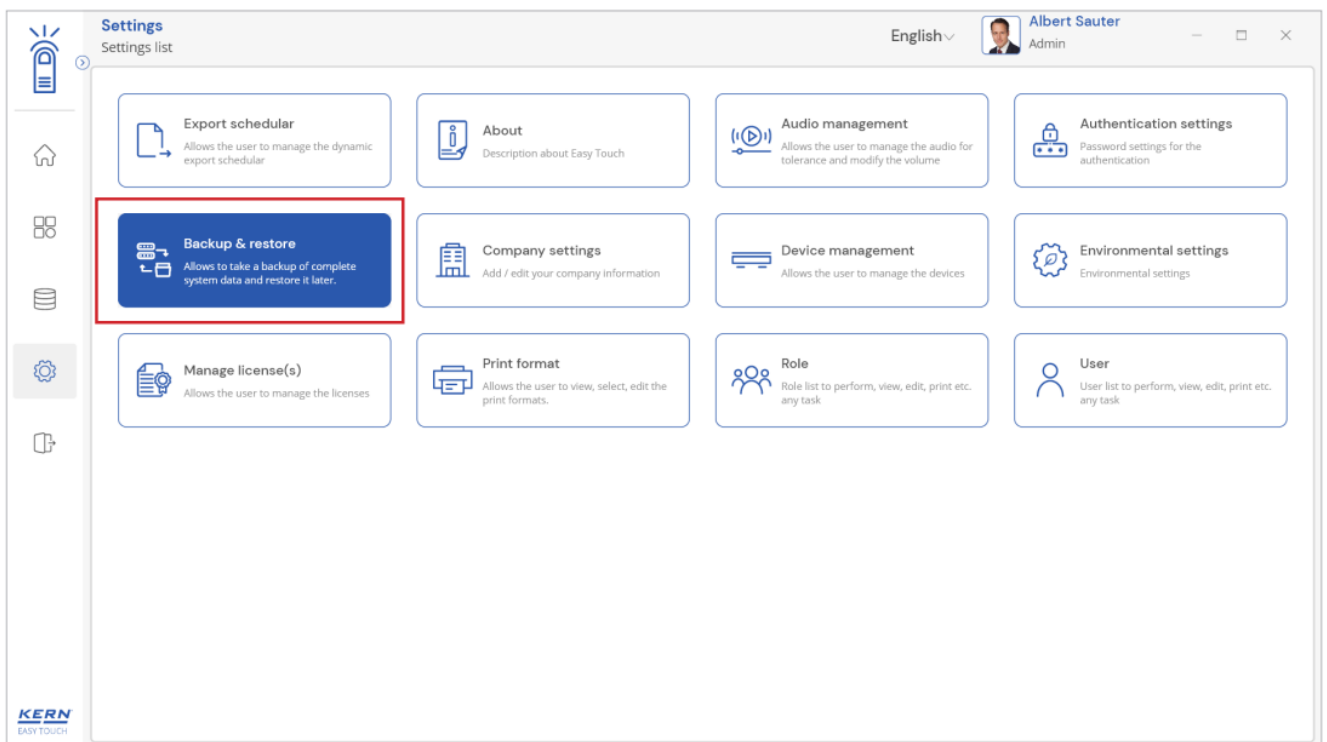 Settings
Settings list
English
Albert Sauter
Admin
Export schedular
Allows the user to manage the dynamic
export schedular
About
Description about Easy Touch
Audio management
Allows the user to manage the audio for
tolerance and modify the volume
Authentication settings
Password settings for the
authentication
Backup & restore
Allows to take a backup of complete
system data and restore it later.
Company settings
Add / edit your company information
Device management
Allows the user to manage the devices
Environmental settings
Environmental settings
Manage license(s)
Allows the user to manage the licenses
Print format
Allows the user to view, select, edit the
print formats.
Role
Role list to perform, view, edit, print etc.
any task
User
User list to perform, view, edit, print etc.
any task
KERN
EASY TOUCH